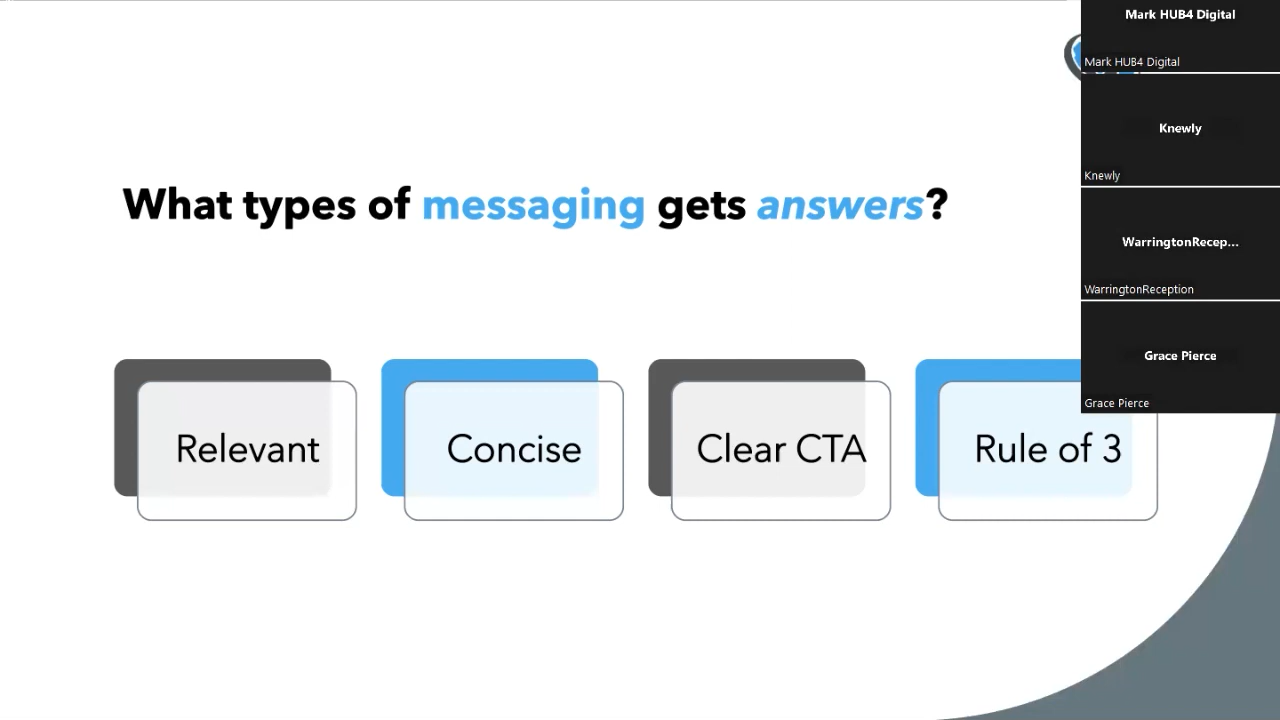 Mark HUB4 Digital
Mark HUB4 Digital
Knewly
Knewly
What types of messaging gets answers?
WarringtonRecep...
WarringtonReception
Grace Pierce
Grace Pierce
Relevant
Concise
Clear CTA
Rule of 3